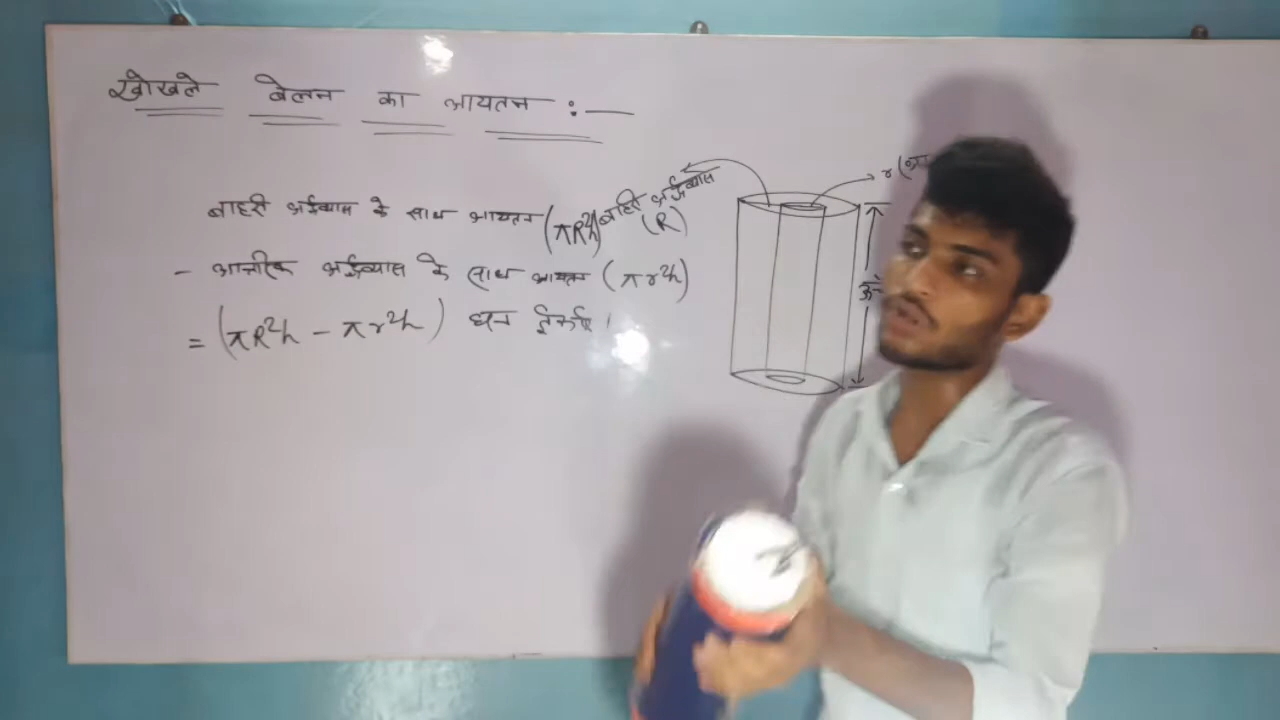 खोखले बेलन का आयतन :—
बाहरी अर्द्धव्यास के साथ आयतन (πR²h)
- आन्तरिक अर्द्धव्यास के साथ आयतन (πr²h)
= (πR²h - πr²h) घन ईकाई।
बाहरी अर्द्धव्यास
(R)
r